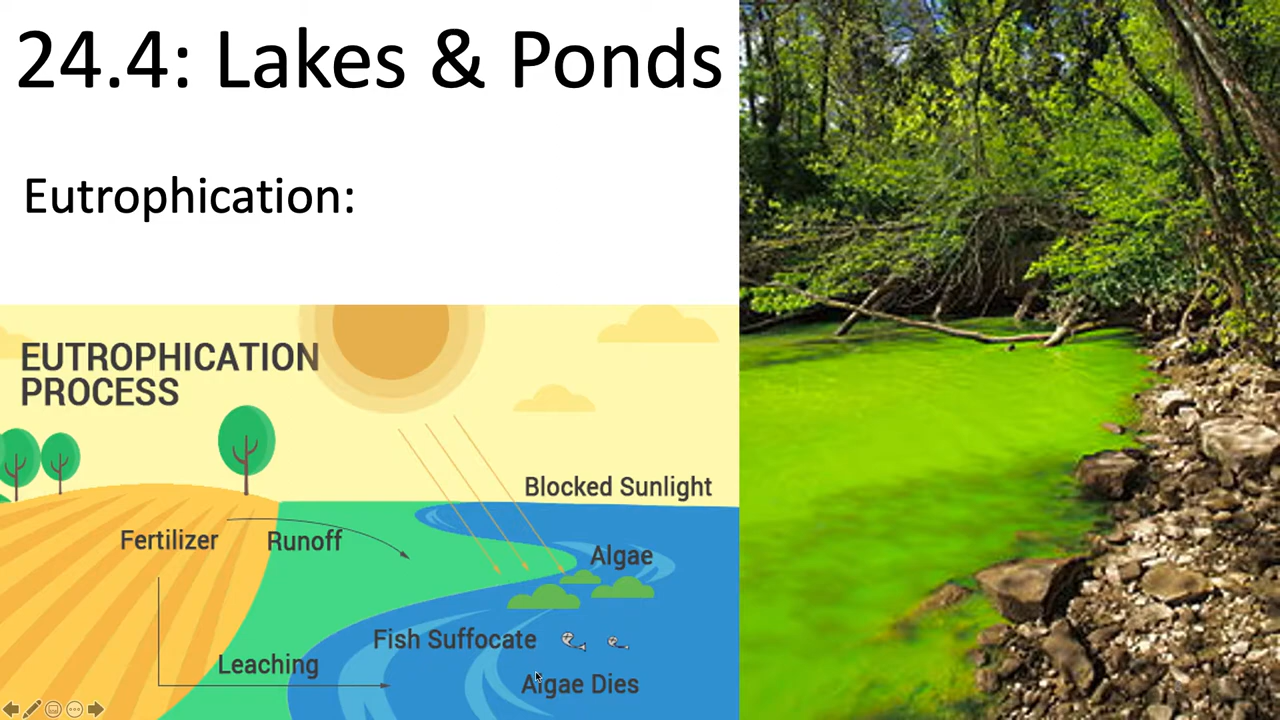 24.4: Lakes & Ponds
Eutrophication:
EUTROPHICATION
PROCESS
Blocked Sunlight
Fertilizer
Runoff
Algae
Fish Suffocate
Leaching
Algae Dies